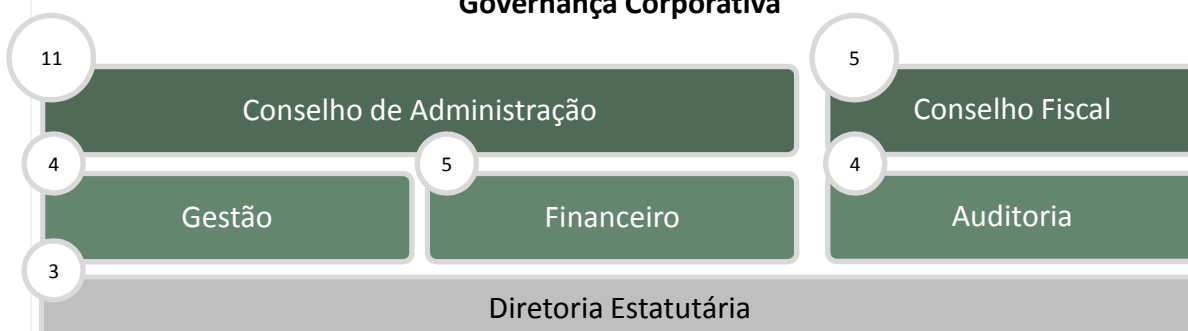 Governança Corporativa
11
5
Conselho de Administração
Conselho Fiscal
4
5
4
Gestão
Financeiro
Auditoria
3
Diretoria Estatutária